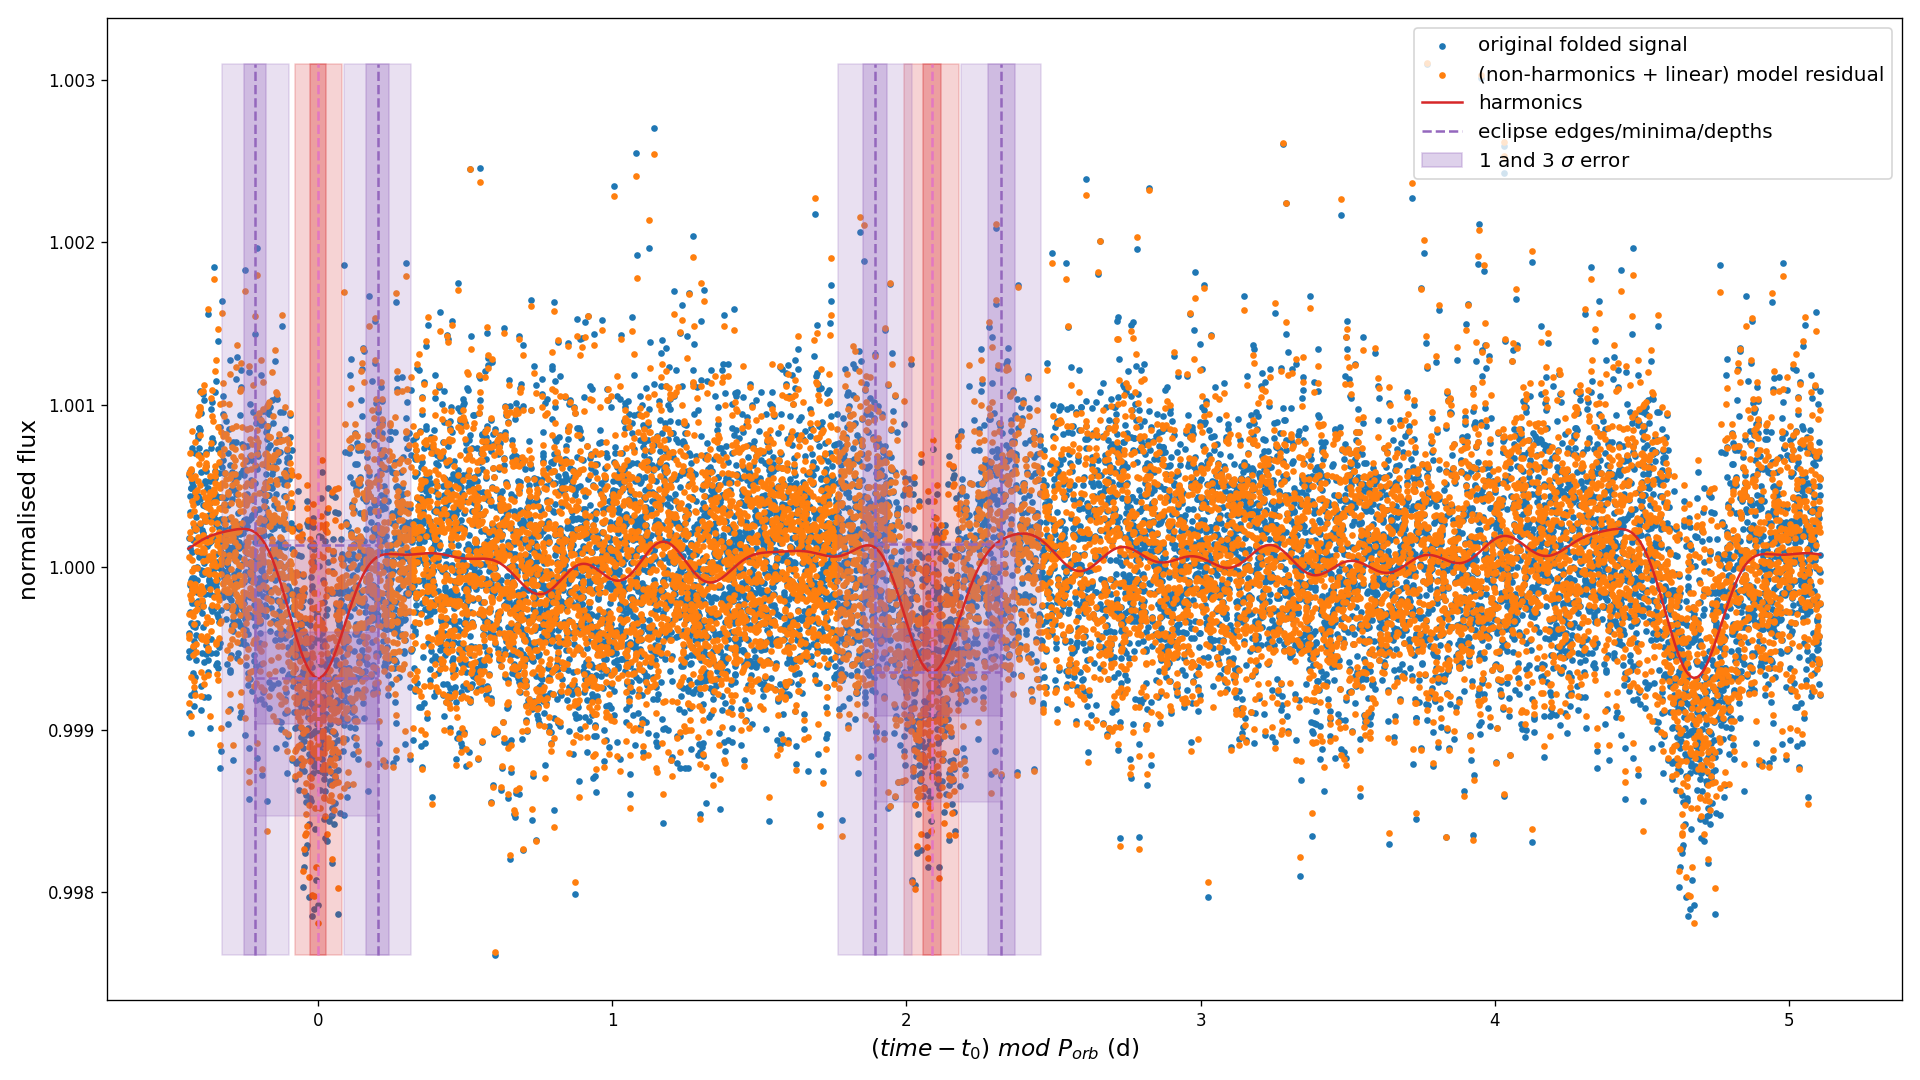 original folded signal
(non-harmonics + linear) model residual
harmonics
eclipse edges/minima/depths
1 and 3 σ error
normalised flux
1.003
1.002
1.001
1.000
0.999
0.998
0 1 2 3 4 5
(time − t₀) mod Pₒᵣb (d)